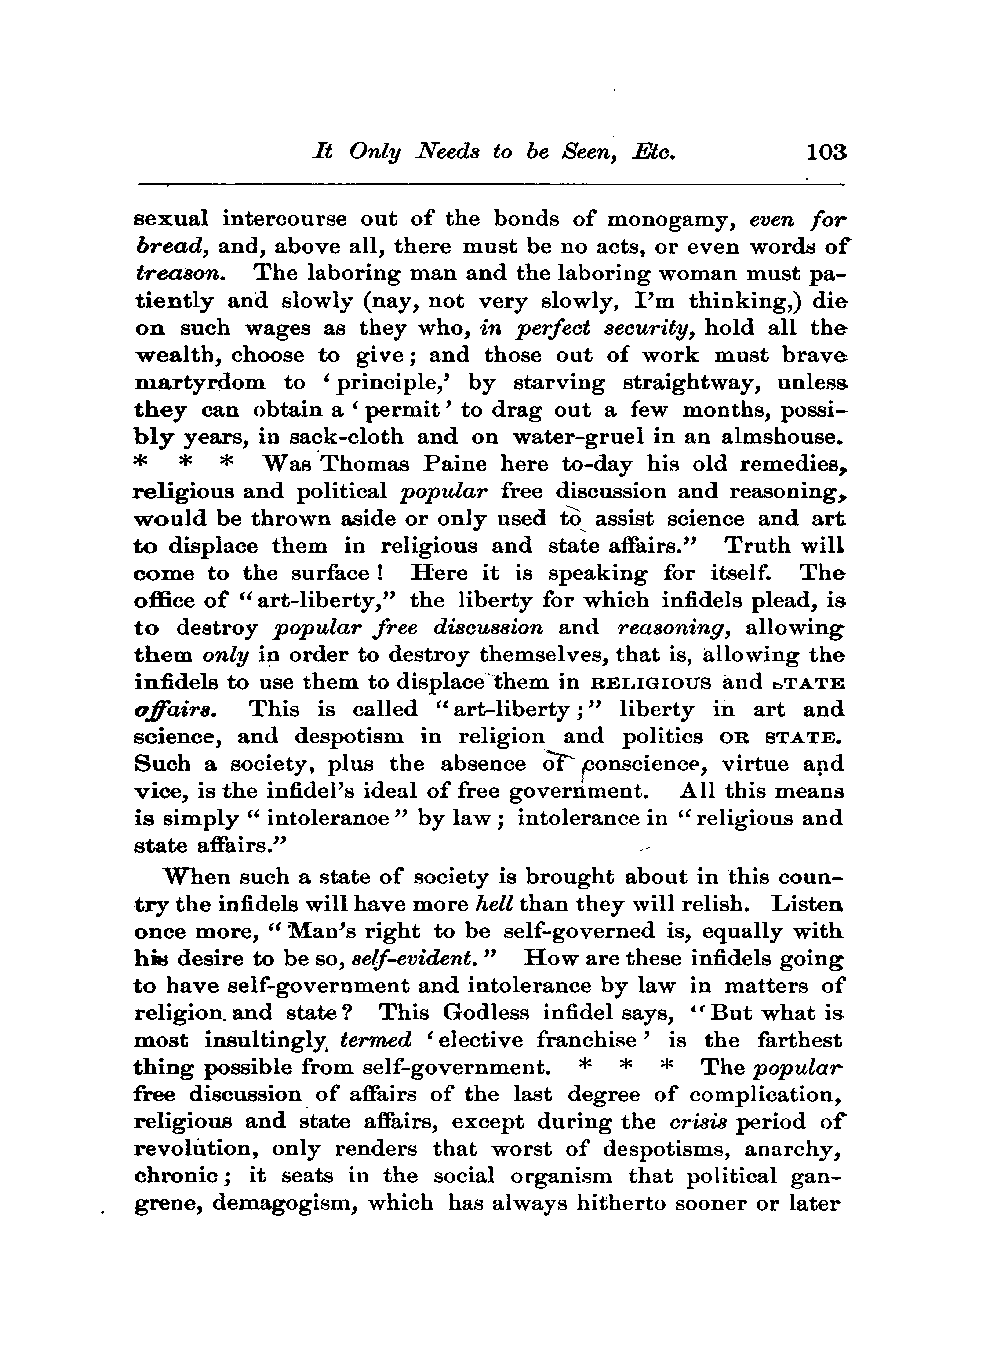 It Only Needs to be Seen, Etc. 103
sexual intercourse out of the bonds of monogamy, even for
bread, and, above all, there must be no acts, or even words of
treason. The laboring man and the laboring woman must pa-
tiently and slowly (nay, not very slowly, I'm thinking,) die
on such wages as they who, in perfect security, hold all the
wealth, choose to give; and those out of work must brave
martyrdom to ‘principle,’ by starving straightway, unless
they can obtain a ‘permit’ to drag out a few months, possi-
bly years, in sack-cloth and on water-gruel in an almshouse.
* * * Was Thomas Paine here to-day his old remedies,
religious and political popular free discussion and reasoning,
would be thrown aside or only used to assist science and art
to displace them in religious and state affairs.” Truth will
come to the surface! Here it is speaking for itself. The
office of “art-liberty,” the liberty for which infidels plead, is
to destroy popular free discussion and reasoning, allowing
them only in order to destroy themselves, that is, allowing the
infidels to use them to displace them in RELIGIOUS and STATE
affairs. This is called “art-liberty;” liberty in art and
science, and despotism in religion and politics OR STATE.
Such a society, plus the absence of conscience, virtue and
vice, is the infidel's ideal of free government. All this means
is simply “intolerance” by law; intolerance in “religious and
state affairs.”
When such a state of society is brought about in this coun-
try the infidels will have more hell than they will relish. Listen
once more, “Man's right to be self-governed is, equally with
his desire to be so, self-evident.” How are these infidels going
to have self-government and intolerance by law in matters of
religion and state? This Godless infidel says, “But what is
most insultingly termed ‘elective franchise’ is the farthest
thing possible from self-government. * * * The popular
free discussion of affairs of the last degree of complication,
religious and state affairs, except during the crisis period of
revolution, only renders that worst of despotisms, anarchy,
chronic; it seats in the social organism that political gan-
grene, demagogism, which has always hitherto sooner or later